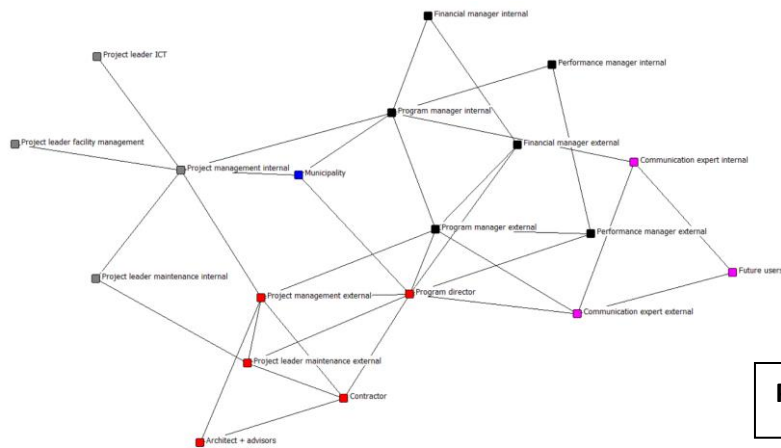 Financial manager internal
Project leader ICT
Performance manager internal
Program manager internal
Project leader facility management
Financial manager external
Communication expert internal
Project management internal
Municipality
Program manager external
Performance manager external
Future users
Project leader maintenance internal
Project management external
Program director
Communication expert external
Project leader maintenance external
Contractor
Architect + advisors